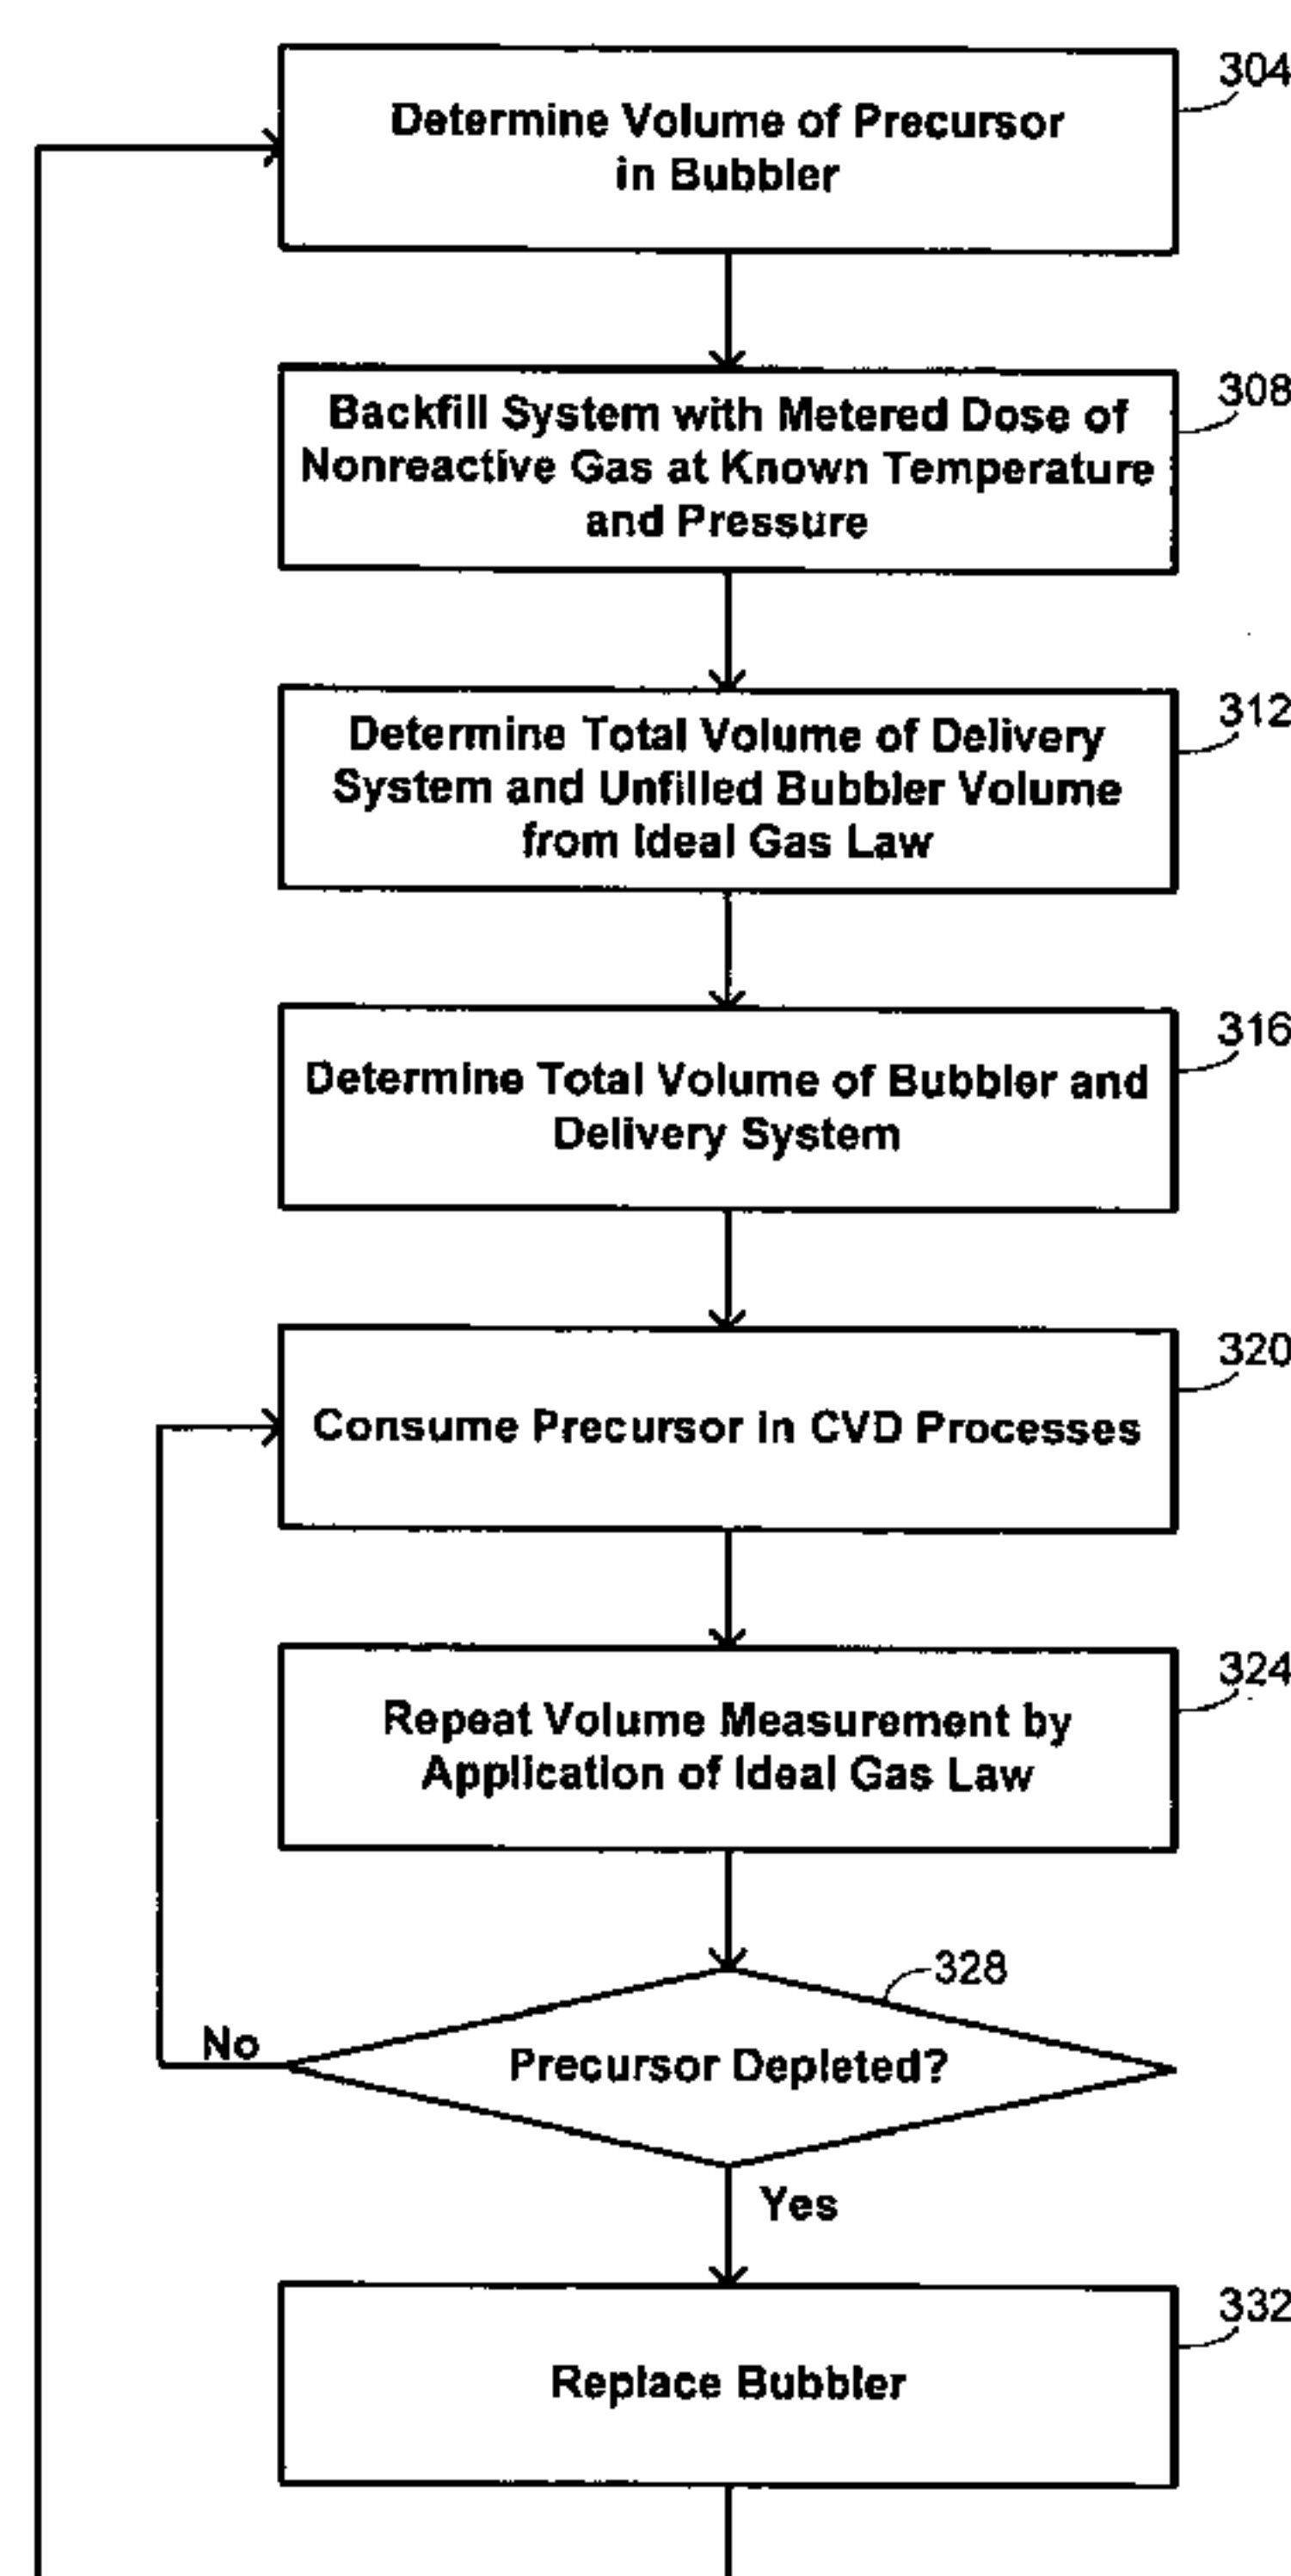 304
Determine Volume of Precursor
in Bubbler
308
Backfill System with Metered Dose of
Nonreactive Gas at Known Temperature
and Pressure
312
Determine Total Volume of Delivery
System and Unfilled Bubbler Volume
from Ideal Gas Law
316
Determine Total Volume of Bubbler and
Delivery System
320
Consume Precursor in CVD Processes
324
Repeat Volume Measurement by
Application of Ideal Gas Law
328
No
Precursor Depleted?
Yes
332
Replace Bubbler